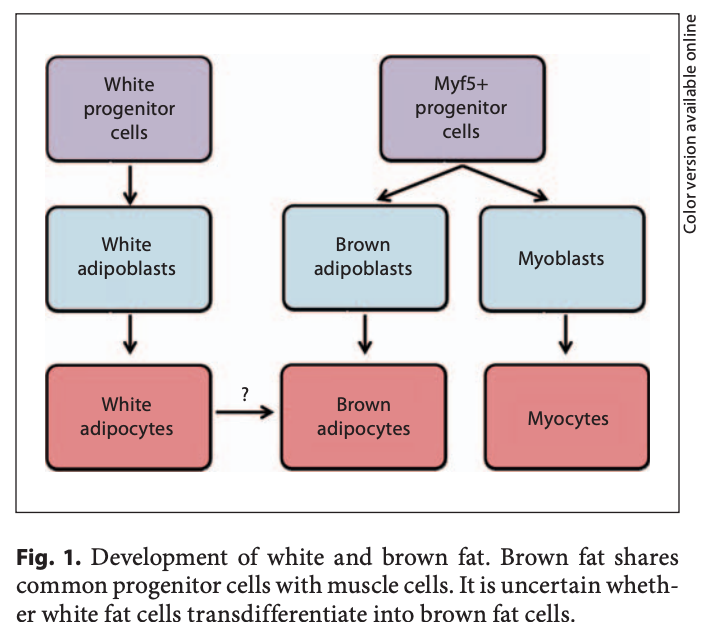 White
progenitor
cells
Myf5+
progenitor
cells
White
adipoblasts
Brown
adipoblasts
Myoblasts
White
adipocytes
?
Brown
adipocytes
Myocytes
Color version available online
Fig. 1. Development of white and brown fat. Brown fat shares
common progenitor cells with muscle cells. It is uncertain wheth-
er white fat cells transdifferentiate into brown fat cells.